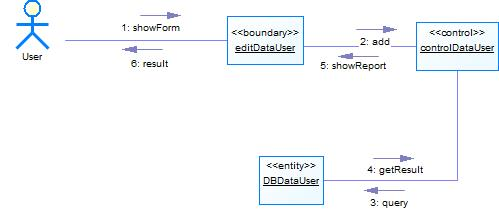 1: showForm
<<boundary>>
editDataUser
2: add
<<control>>
controlDataUser
User
6: result
5: showReport
<<entity>>
DBDataUser
4: getResult
3: query